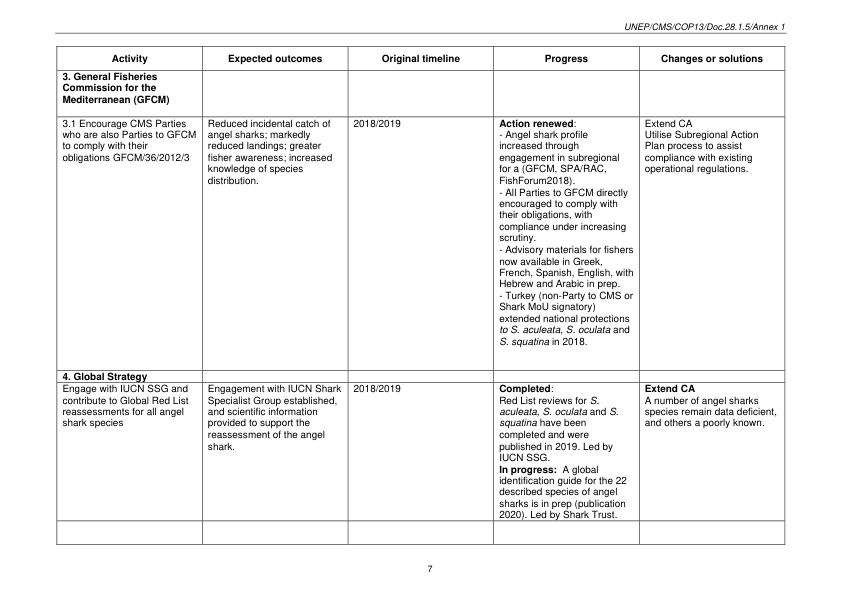 UNEP/CMS/COP13/Doc.28.1.5/Annex 1
Activity
Expected outcomes
Original timeline
Progress
Changes or solutions
3. General Fisheries
Commission for the
Mediterranean (GFCM)
3.1 Encourage CMS Parties
who are also Parties to GFCM
to comply with their
obligations GFCM/36/2012/3
Reduced incidental catch of
angel sharks; markedly
reduced landings; greater
fisher awareness; increased
knowledge of species
distribution.
2018/2019
Action renewed:
- Angel shark profile
increased through
engagement in subregional
for a (GFCM, SPA/RAC,
FishForum2018).
- All Parties to GFCM directly
encouraged to comply with
their obligations, with
compliance under increasing
scrutiny.
- Advisory materials for fishers
now available in Greek,
French, Spanish, English, with
Hebrew and Arabic in prep.
- Turkey (non-Party to CMS or
Shark MoU signatory)
extended national protections
to S. aculeata, S. oculata and
S. squatina in 2018.
Extend CA
Utilise Subregional Action
Plan process to assist
compliance with existing
operational regulations.
4. Global Strategy
Engage with IUCN SSG and
contribute to Global Red List
reassessments for all angel
shark species
Engagement with IUCN Shark
Specialist Group established,
and scientific information
provided to support the
reassessment of the angel
shark.
2018/2019
Completed:
Red List reviews for S.
aculeata, S. oculata and S.
squatina have been
completed and were
published in 2019. Led by
IUCN SSG.
In progress: A global
identification guide for the 22
described species of angel
sharks is in prep (publication
2020). Led by Shark Trust.
Extend CA
A number of angel sharks
species remain data deficient,
and others a poorly known.
7